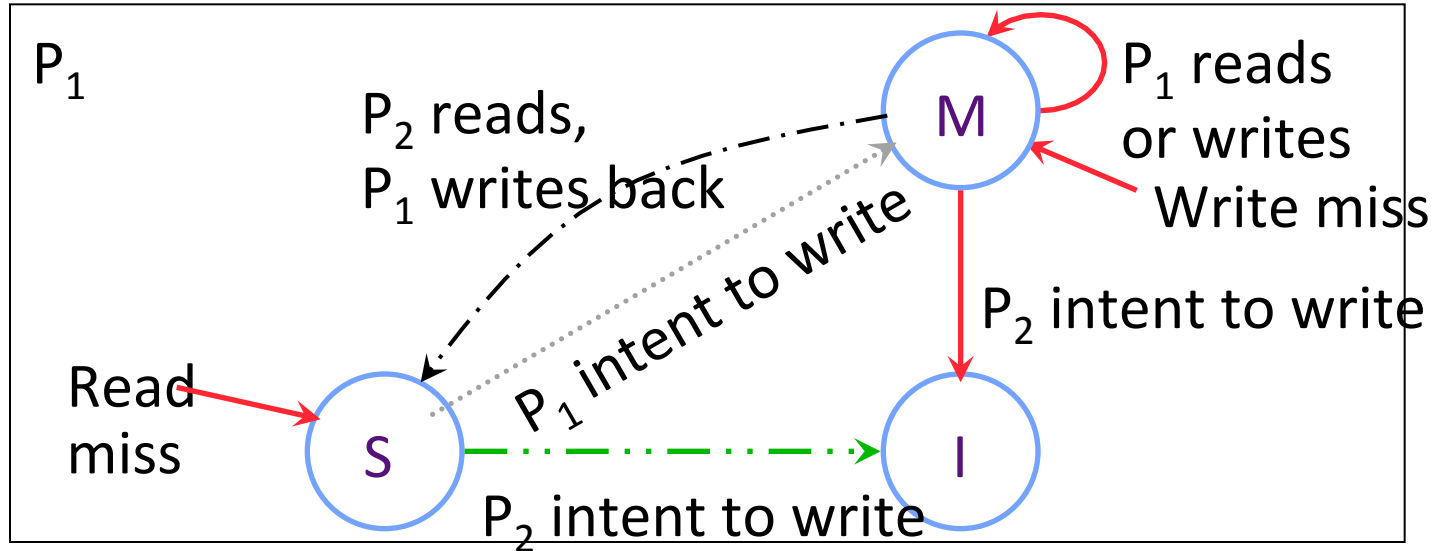 P₁
P₂ reads,
P₁ writes back
M
P₁ reads
or writes
Write miss
P₁ intent to write
P₂ intent to write
Read
miss
S
I
P₂ intent to write